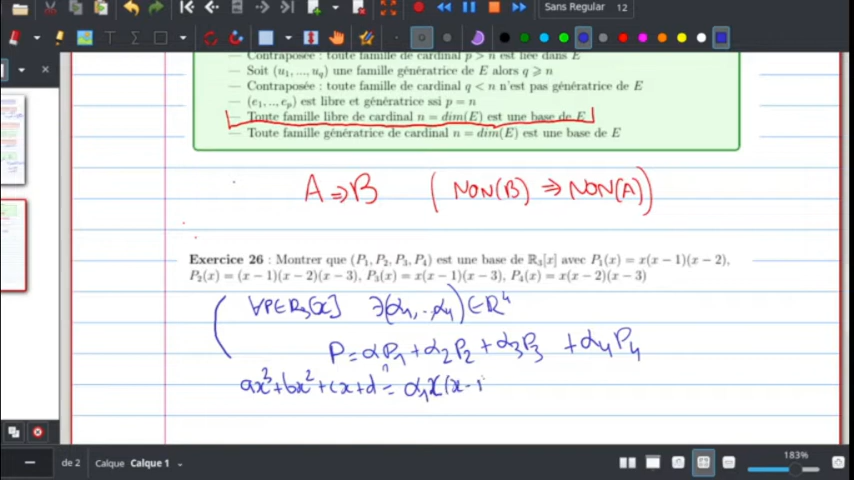 Sans Regular 12
— Contraposée : toute famille de cardinal p > n est liée dans E
— Soit (u₁, ..., u_q) une famille génératrice de E alors q ⩾ n
— Contraposée : toute famille de cardinal q < n n'est pas génératrice de E
— (e₁, .., e_p) est libre et génératrice ssi p = n
— Toute famille libre de cardinal n = dim(E) est une base de E
— Toute famille génératrice de cardinal n = dim(E) est une base de E
A ⇒ B (NON(B) ⇒ NON(A))
Exercice 26 : Montrer que (P₁, P₂, P₃, P₄) est une base de ℝ₃[x] avec P₁(x) = x(x − 1)(x − 2),
P₂(x) = (x − 1)(x − 2)(x − 3), P₃(x) = x(x − 1)(x − 3), P₄(x) = x(x − 2)(x − 3)
( ∀P∈ℝ₃[x] ∃(α₁,..α₄)∈ℝ⁴
P = α₁P₁ + α₂P₂ + α₃P₃ + α₄P₄
ax³+bx²+cx+d = α₁x(x-1
de 2 Calque Calque 1 183%